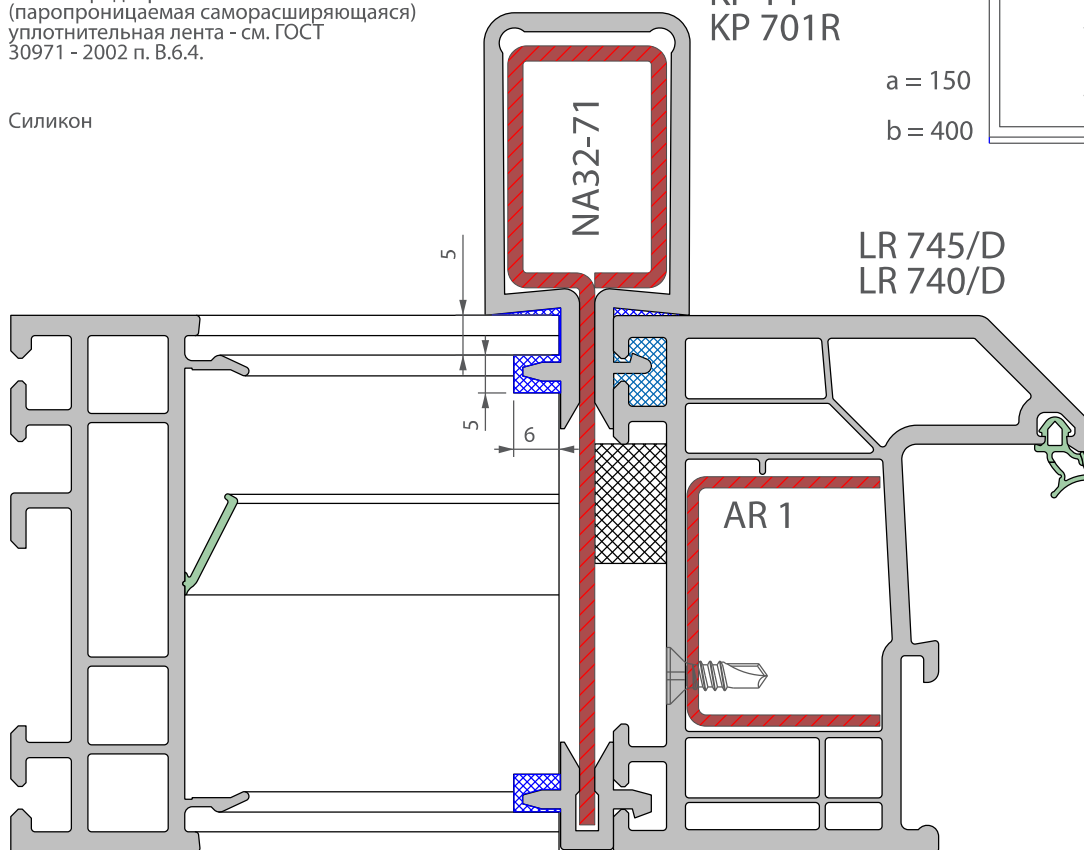 (паропроницаемая саморасширяющаяся)
уплотнительная лента - см. ГОСТ
30971 - 2002 п. В.6.4.
Силикон
KP 701R
a = 150
b = 400
NA32-71
LR 745/D
LR 740/D
5
5
6
AR 1